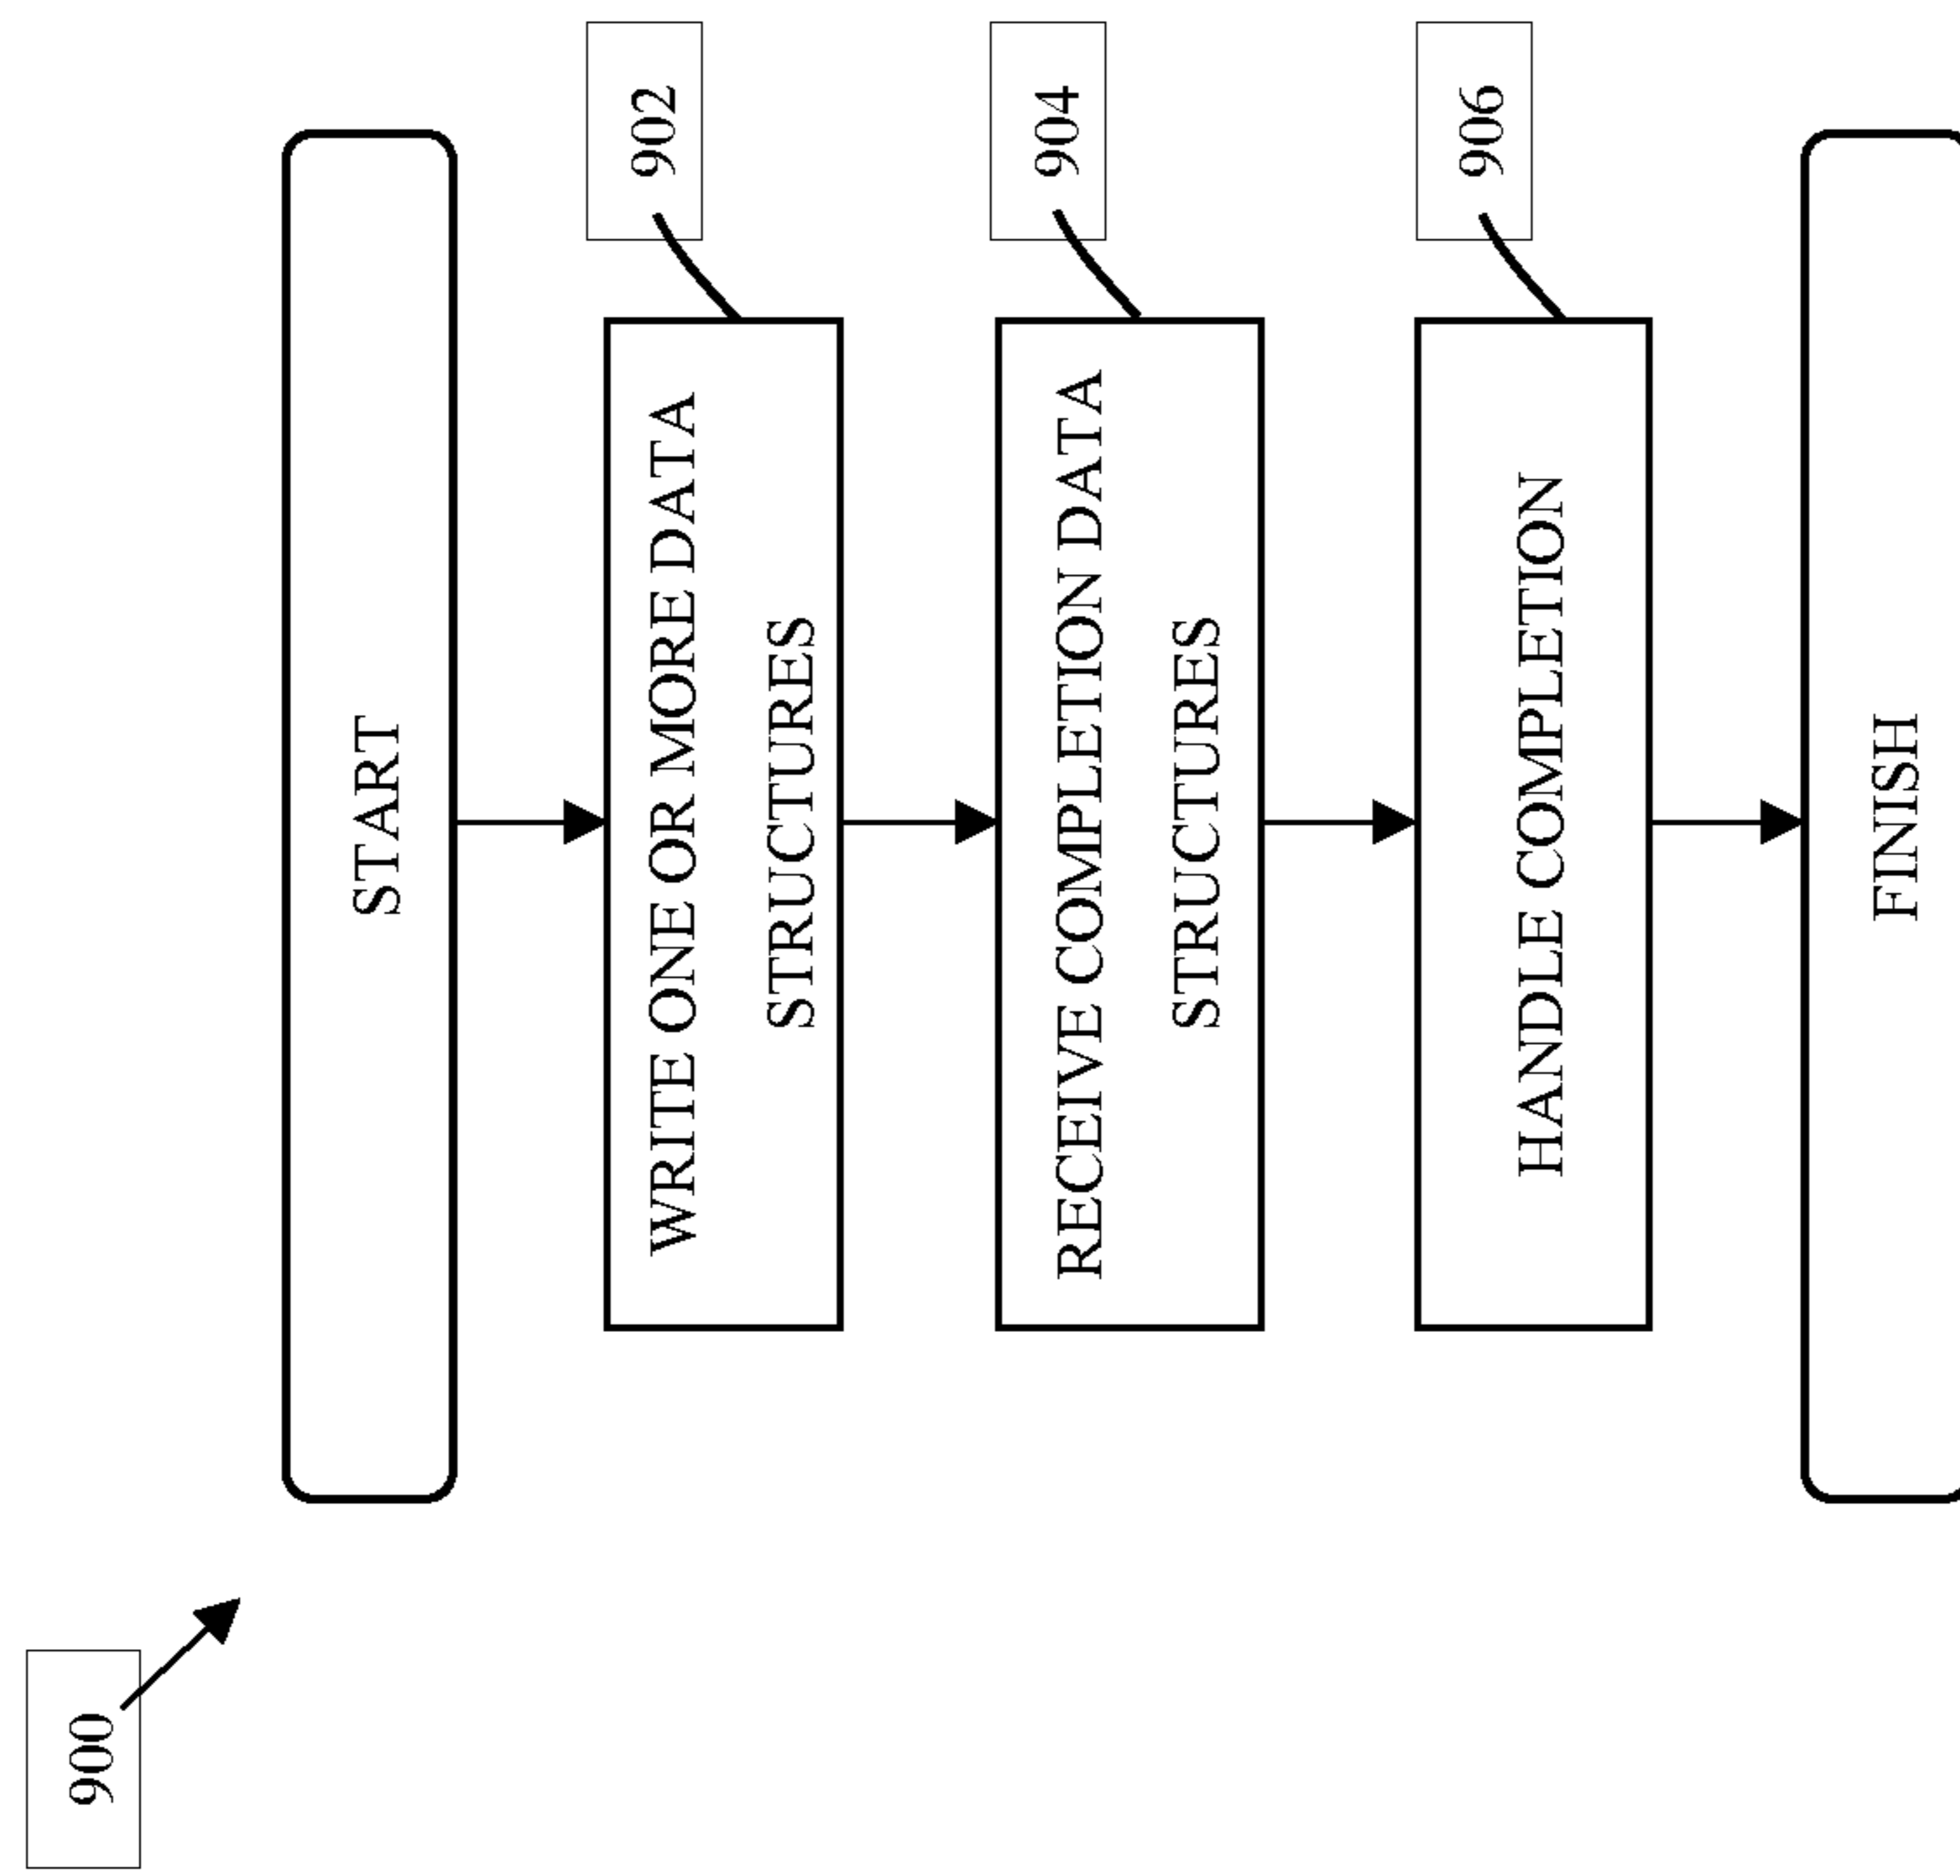 900
START
902
WRITE ONE OR MORE DATA
STRUCTURES
904
RECEIVE COMPLETION DATA
STRUCTURES
906
HANDLE COMPLETION
FINISH